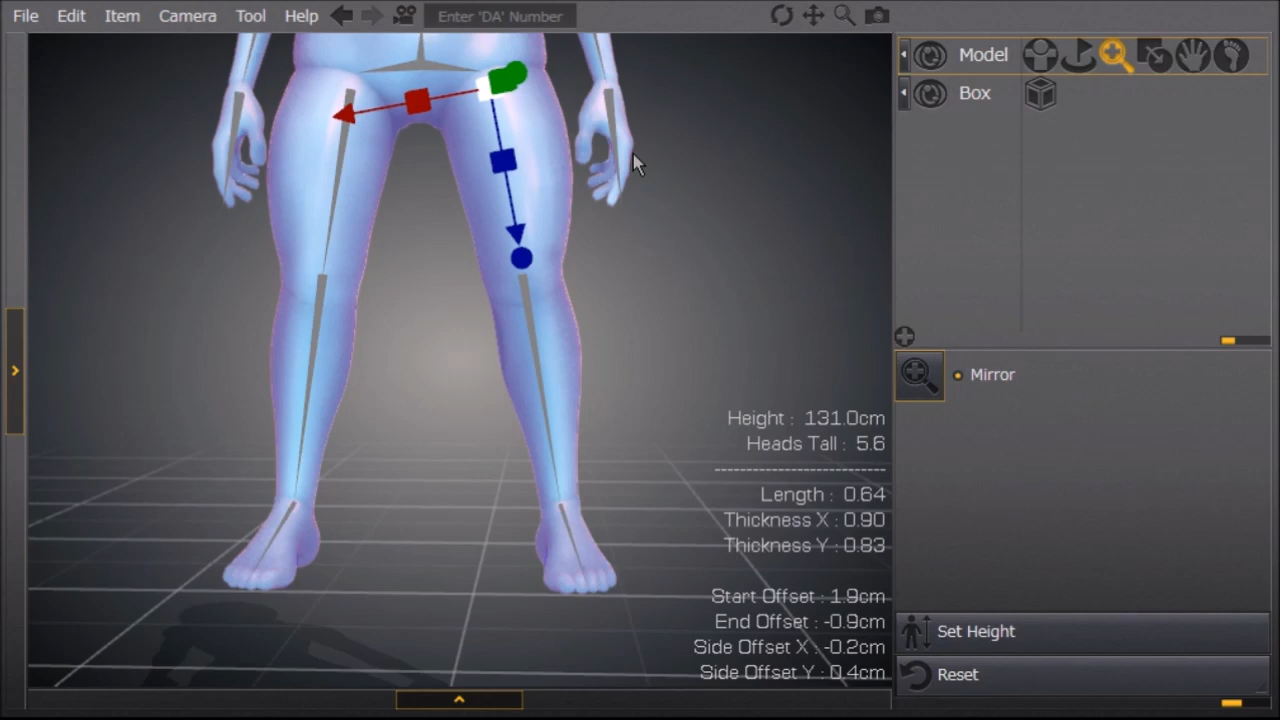 File Edit Item Camera Tool Help Enter 'DA' Number
Model
Box
Mirror
Height : 131.0cm
Heads Tall : 5.6
----------------------------
Length : 0.64
Thickness X : 0.90
Thickness Y : 0.83
Start Offset : 1.9cm
End Offset : -0.9cm
Side Offset X : -0.2cm
Side Offset Y : 0.4cm
Set Height
Reset